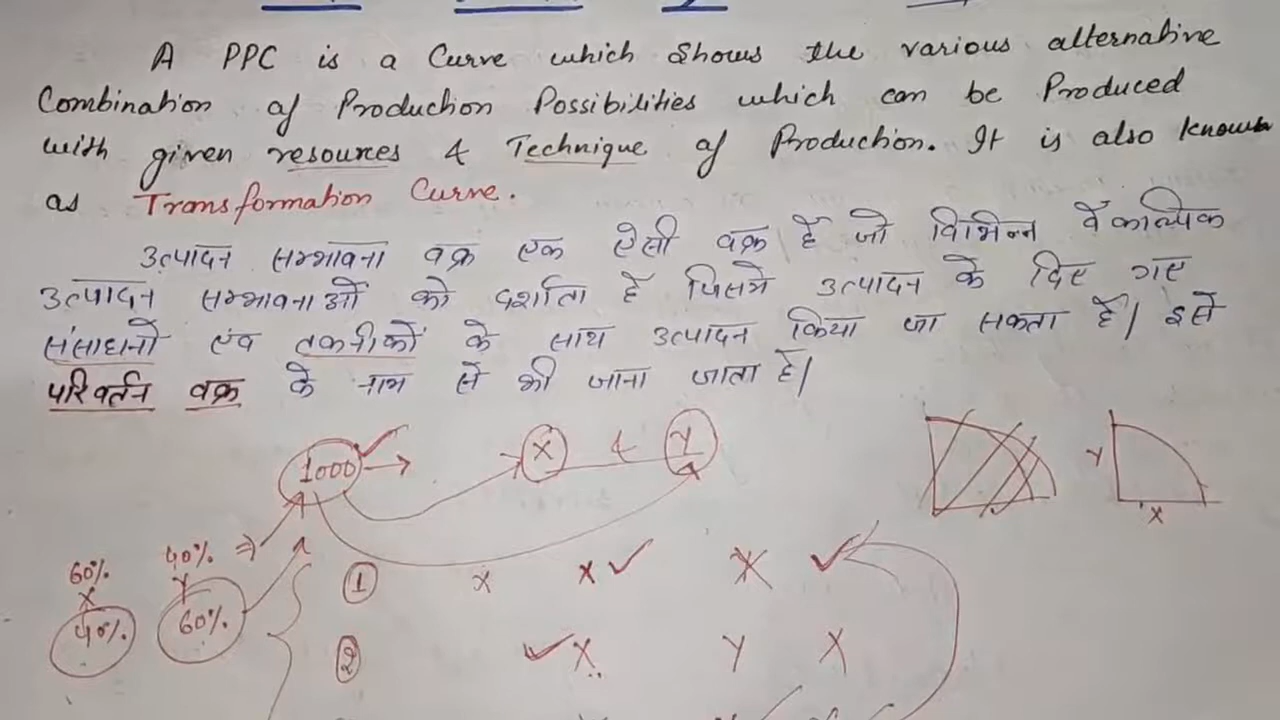 A PPC is a Curve which shows the various alternative
Combination of Production Possibilities which can be Produced
with given resources & Technique of Production. It is also known
as Transformation Curve.
उत्पादन सम्भावना वक्र एक ऐसी वक्र है जो विभिन्न वैकल्पिक
उत्पादन सम्भावनाओं को दर्शाता है जिसमे उत्पादन के दिए गए
संसाधनों एंव तकनीकों के साथ उत्पादन किया जा सकता है। इसे
परिवर्तन वक्र के नाम से भी जाना जाता है।
1000 → X & Y
Y X
60% 40% ⇒
X Y
40% 60%
① X X ✓ X ✓
② ✓ X Y X